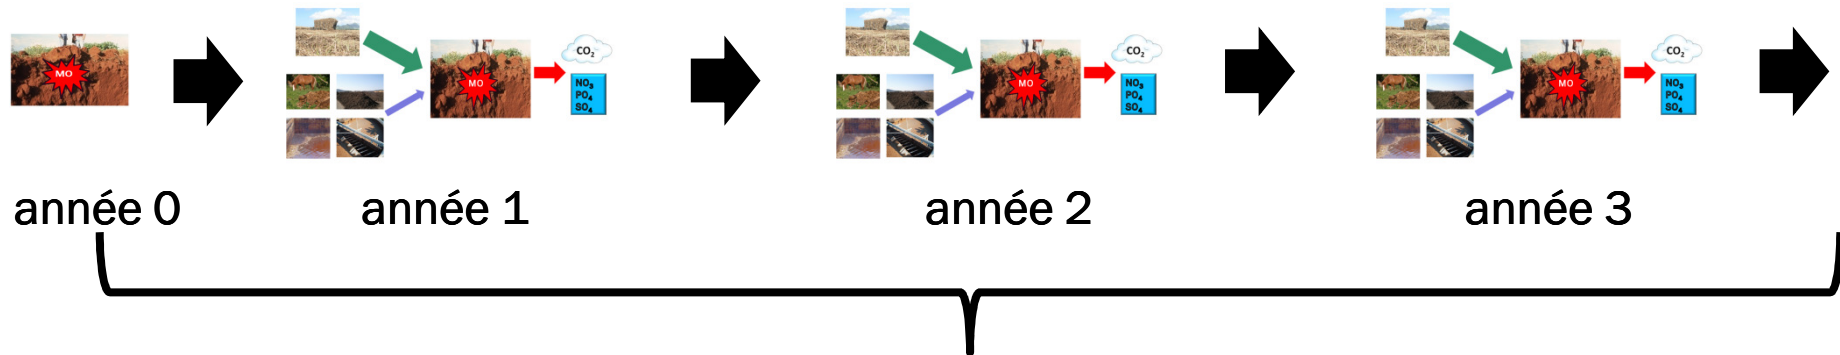 MO
CO2
NO3
PO4
SO4
MO
CO2
NO3
PO4
SO4
MO
CO2
NO3
PO4
SO4
MO
année 0
année 1
année 2
année 3